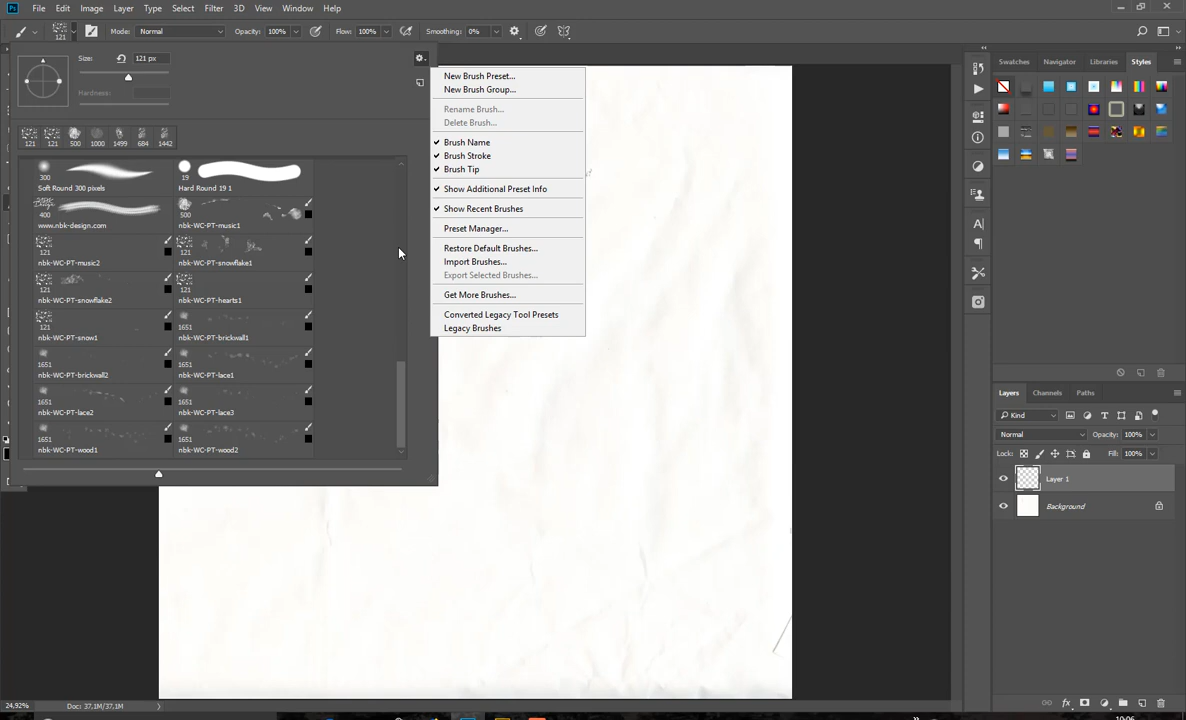 Ps File Edit Image Layer Type Select Filter 3D View Window Help
121 Mode: Normal Opacity: 100% Flow: 100% Smoothing: 0%
Size: 121 px
Hardness:
121 121 500 1000 1499 684 1442
300 19
Soft Round 300 pixels Hard Round 19 1
400 500
www.nbk-design.com nbk-WC-PT-music1
121 121
nbk-WC-PT-music2 nbk-WC-PT-snowflake1
121 121
nbk-WC-PT-snowflake2 nbk-WC-PT-hearts1
121 1651
nbk-WC-PT-snow1 nbk-WC-PT-brickwall1
1651 1651
nbk-WC-PT-brickwall2 nbk-WC-PT-lace1
1651 1651
nbk-WC-PT-lace2 nbk-WC-PT-lace3
1651 1651
nbk-WC-PT-wood1 nbk-WC-PT-wood2
New Brush Preset...
New Brush Group...
Rename Brush...
Delete Brush...
Brush Name
Brush Stroke
Brush Tip
Show Additional Preset Info
Show Recent Brushes
Preset Manager...
Restore Default Brushes...
Import Brushes...
Export Selected Brushes...
Get More Brushes...
Converted Legacy Tool Presets
Legacy Brushes
Swatches Navigator Libraries Styles
Layers Channels Paths
Kind
Normal Opacity: 100%
Lock: Fill: 100%
Layer 1
Background
fx
24,92% Doc: 37,1M/37,1M
10:06